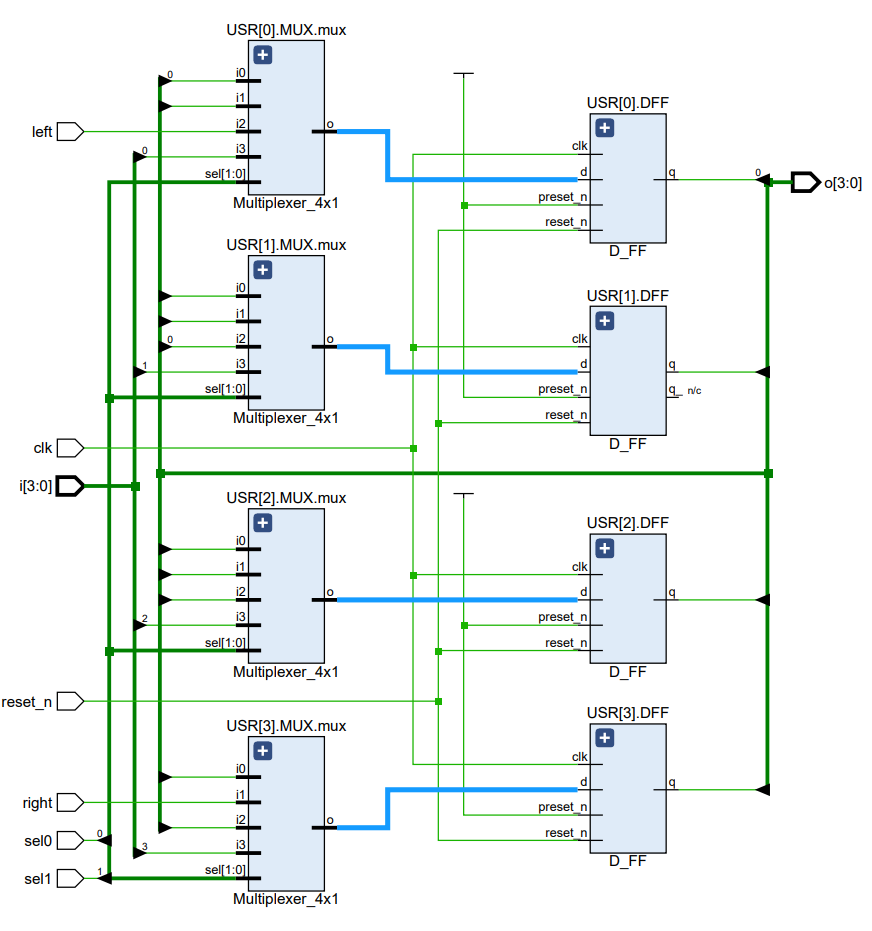 USR[0].MUX.mux
0 i0
i1
left i2 o
0 i3
sel[1:0]
Multiplexer_4x1
USR[0].DFF
clk
d q 0 o[3:0]
preset_n
reset_n
D_FF
USR[1].MUX.mux
i0
i1
0 i2 o
1 i3
sel[1:0]
Multiplexer_4x1
USR[1].DFF
clk
d q
preset_n q_ n/c
reset_n
D_FF
clk
i[3:0]
USR[2].MUX.mux
i0
i1
i2 o
2 i3
sel[1:0]
Multiplexer_4x1
USR[2].DFF
clk
d q
preset_n
reset_n
D_FF
reset_n
USR[3].MUX.mux
i0
right i1
i2 o
sel0 0
3 i3
sel1 1 sel[1:0]
Multiplexer_4x1
USR[3].DFF
clk
d q
preset_n
reset_n
D_FF